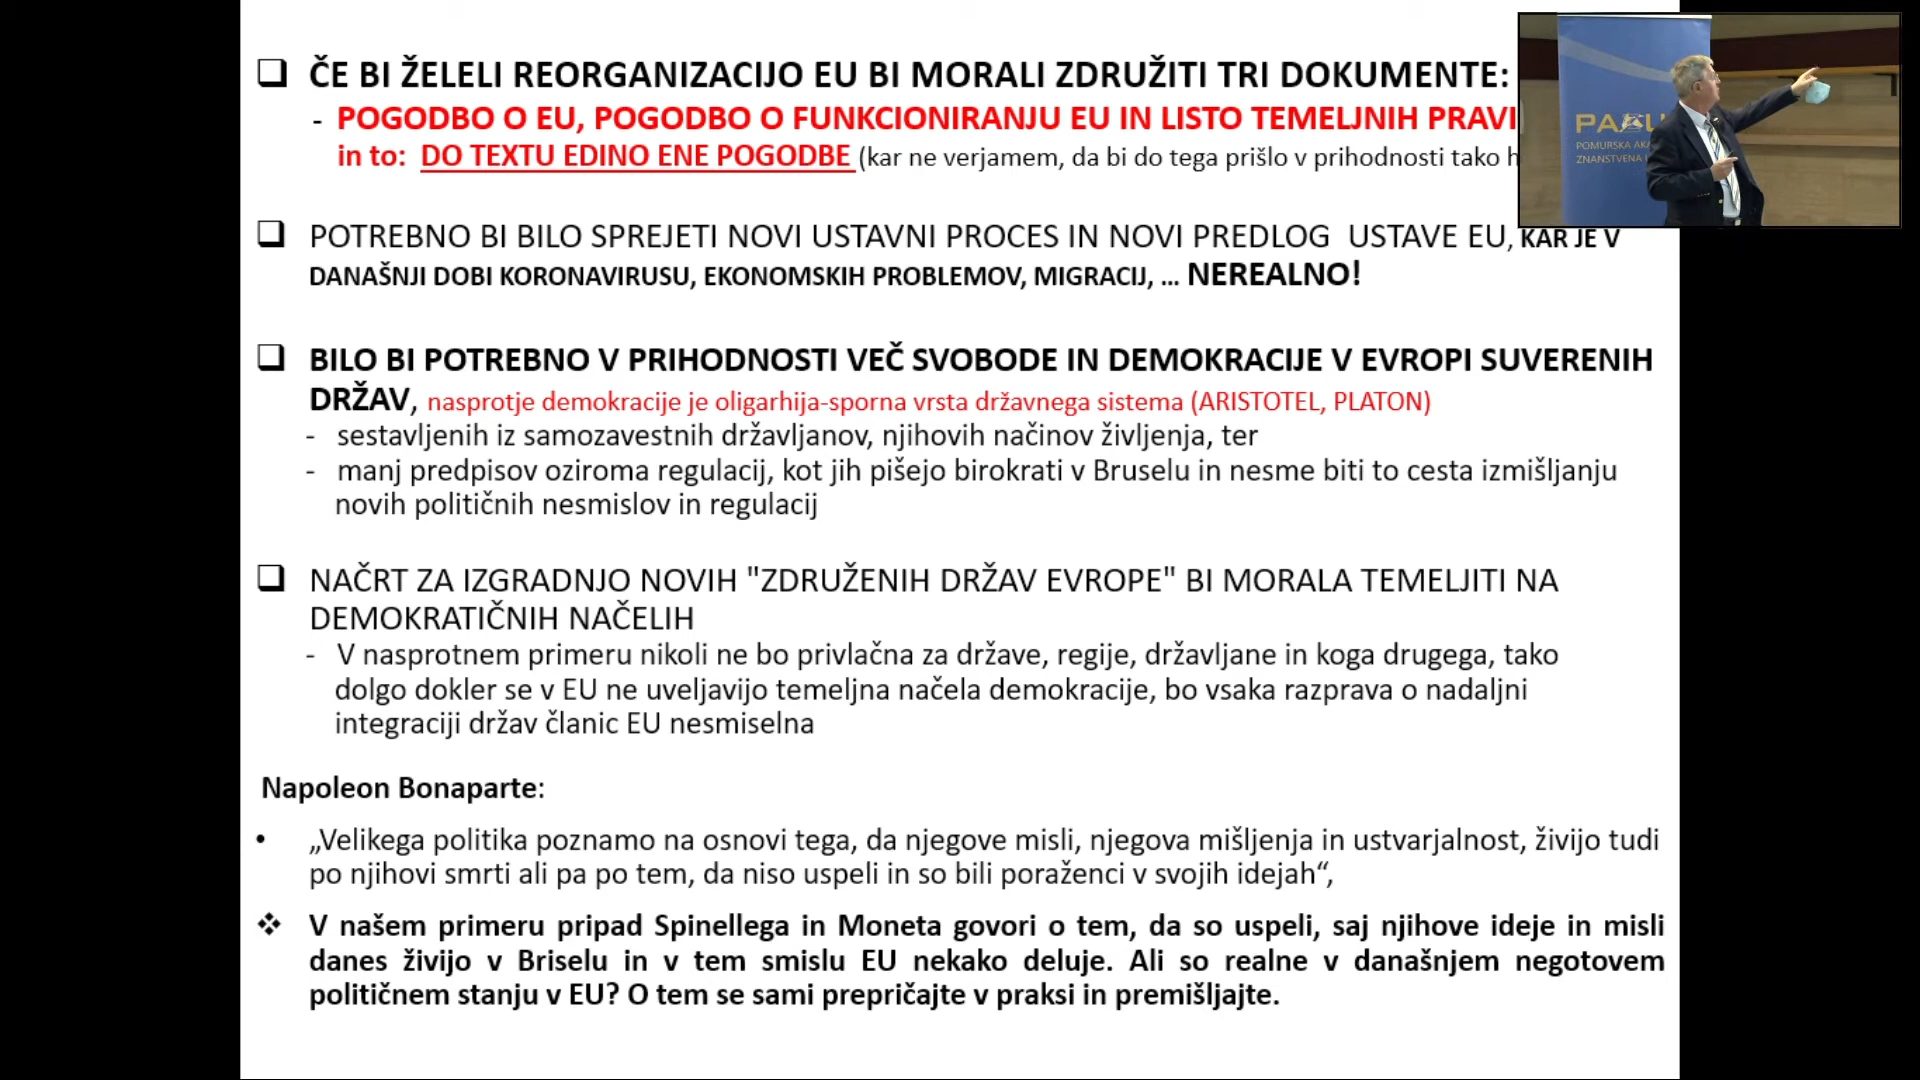 ❑ ČE BI ŽELELI REORGANIZACIJO EU BI MORALI ZDRUŽITI TRI DOKUMENTE:
- POGODBO O EU, POGODBO O FUNKCIONIRANJU EU IN LISTO TEMELJNIH PRAVI
in to: DO TEXTU EDINO ENE POGODBE (kar ne verjamem, da bi do tega prišlo v prihodnosti tako h
❑ POTREBNO BI BILO SPREJETI NOVI USTAVNI PROCES IN NOVI PREDLOG USTAVE EU, KAR JE V
DANAŠNJI DOBI KORONAVIRUSU, EKONOMSKIH PROBLEMOV, MIGRACIJ, ... NEREALNO!
❑ BILO BI POTREBNO V PRIHODNOSTI VEČ SVOBODE IN DEMOKRACIJE V EVROPI SUVERENIH
DRŽAV, nasprotje demokracije je oligarhija-sporna vrsta državnega sistema (ARISTOTEL, PLATON)
- sestavljenih iz samozavestnih državljanov, njihovih načinov življenja, ter
- manj predpisov oziroma regulacij, kot jih pišejo birokrati v Bruselu in nesme biti to cesta izmišljanju
novih političnih nesmislov in regulacij
❑ NAČRT ZA IZGRADNJO NOVIH "ZDRUŽENIH DRŽAV EVROPE" BI MORALA TEMELJITI NA
DEMOKRATIČNIH NAČELIH
- V nasprotnem primeru nikoli ne bo privlačna za države, regije, državljane in koga drugega, tako
dolgo dokler se v EU ne uveljavijo temeljna načela demokracije, bo vsaka razprava o nadaljni
integraciji držav članic EU nesmiselna
Napoleon Bonaparte:
• „Velikega politika poznamo na osnovi tega, da njegove misli, njegova mišljenja in ustvarjalnost, živijo tudi
po njihovi smrti ali pa po tem, da niso uspeli in so bili poraženci v svojih idejah“,
❖ V našem primeru pripad Spinellega in Moneta govori o tem, da so uspeli, saj njihove ideje in misli
danes živijo v Briselu in v tem smislu EU nekako deluje. Ali so realne v današnjem negotovem
političnem stanju v EU? O tem se sami prepričajte v praksi in premišljajte.
POMURSKA AKA
ZNANSTVENA